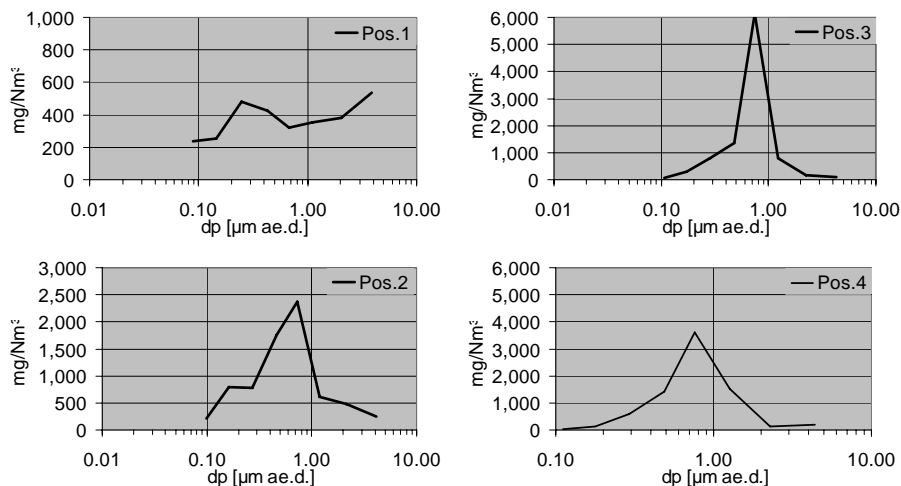 1,000
800
600
400
200
0
mg/Nm³
Pos.1
0.01 0.10 1.00 10.00
dp [µm ae.d.]
6,000
5,000
4,000
3,000
2,000
1,000
0
mg/Nm³
Pos.3
0.01 0.10 1.00 10.00
dp [µm ae.d.]
3,000
2,500
2,000
1,500
1,000
500
0
mg/Nm³
Pos.2
0.01 0.10 1.00 10.00
dp [µm ae.d.]
6,000
5,000
4,000
3,000
2,000
1,000
0
mg/Nm³
Pos.4
0.10 1.00 10.00
dp [µm ae.d.]